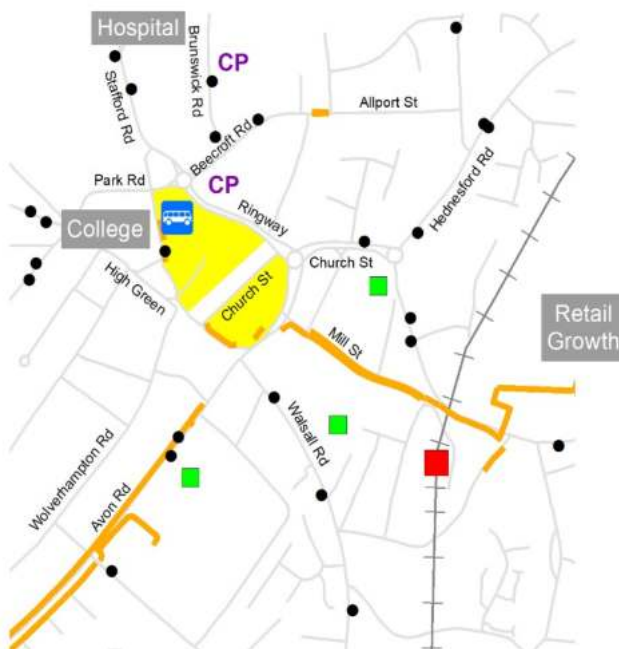 Hospital
Stafford Rd
Brunswick Rd
CP
Beecroft Rd
Allport St
Hednesford Rd
Park Rd
CP
Ringway
College
High Green
Church St
Church St
Retail
Growth
Mill St
Walsall Rd
Wolverhampton Rd
Avon Rd